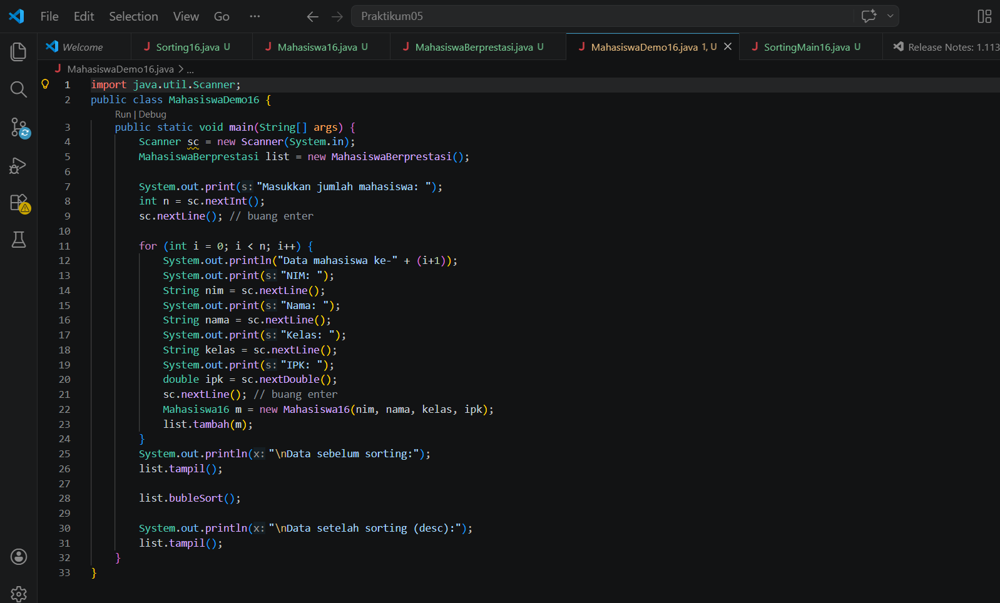 File Edit Selection View Go ··· Praktikum05
Welcome Sorting16.java U Mahasiswa16.java U MahasiswaBerprestasi.java U MahasiswaDemo16.java 1, U SortingMain16.java U Release Notes: 1.113
MahasiswaDemo16.java > ...
1 import java.util.Scanner;
2 public class MahasiswaDemo16 {
Run | Debug
3 public static void main(String[] args) {
4 Scanner sc = new Scanner(System.in);
5 MahasiswaBerprestasi list = new MahasiswaBerprestasi();
6
7 System.out.print(s: "Masukkan jumlah mahasiswa: ");
8 int n = sc.nextInt();
9 sc.nextLine(); // buang enter
10
11 for (int i = 0; i < n; i++) {
12 System.out.println("Data mahasiswa ke-" + (i+1));
13 System.out.print(s: "NIM: ");
14 String nim = sc.nextLine();
15 System.out.print(s: "Nama: ");
16 String nama = sc.nextLine();
17 System.out.print(s: "Kelas: ");
18 String kelas = sc.nextLine();
19 System.out.print(s: "IPK: ");
20 double ipk = sc.nextDouble();
21 sc.nextLine(); // buang enter
22 Mahasiswa16 m = new Mahasiswa16(nim, nama, kelas, ipk);
23 list.tambah(m);
24 }
25 System.out.println(x: "\nData sebelum sorting:");
26 list.tampil();
27
28 list.bubleSort();
29
30 System.out.println(x: "\nData setelah sorting (desc):");
31 list.tampil();
32 }
33 }